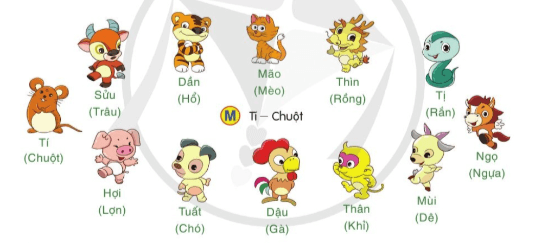 Sửu
(Trâu)
Dần
(Hổ)
Mão
(Mèo)
Thìn
(Rồng)
Tị
(Rắn)
Tí
(Chuột)
M Tí – Chuột
Ngọ
(Ngựa)
Hợi
(Lợn)
Tuất
(Chó)
Dậu
(Gà)
Thân
(Khỉ)
Mùi
(Dê)